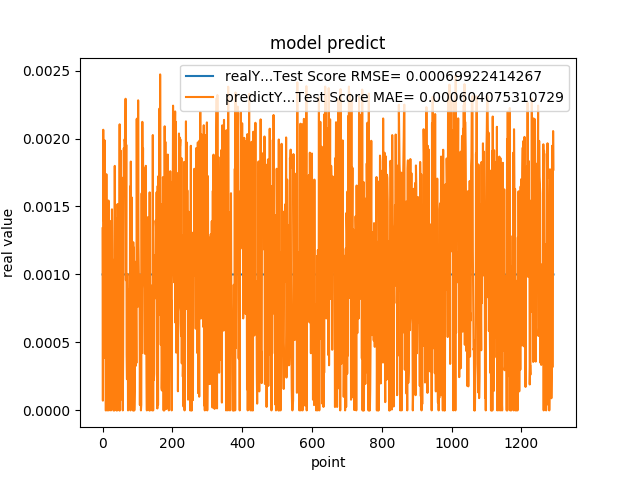 model predict
realY...Test Score RMSE= 0.00069922414267
predictY...Test Score MAE= 0.000604075310729
0.0025
0.0020
0.0015
0.0010
0.0005
0.0000
real value
0 200 400 600 800 1000 1200
point